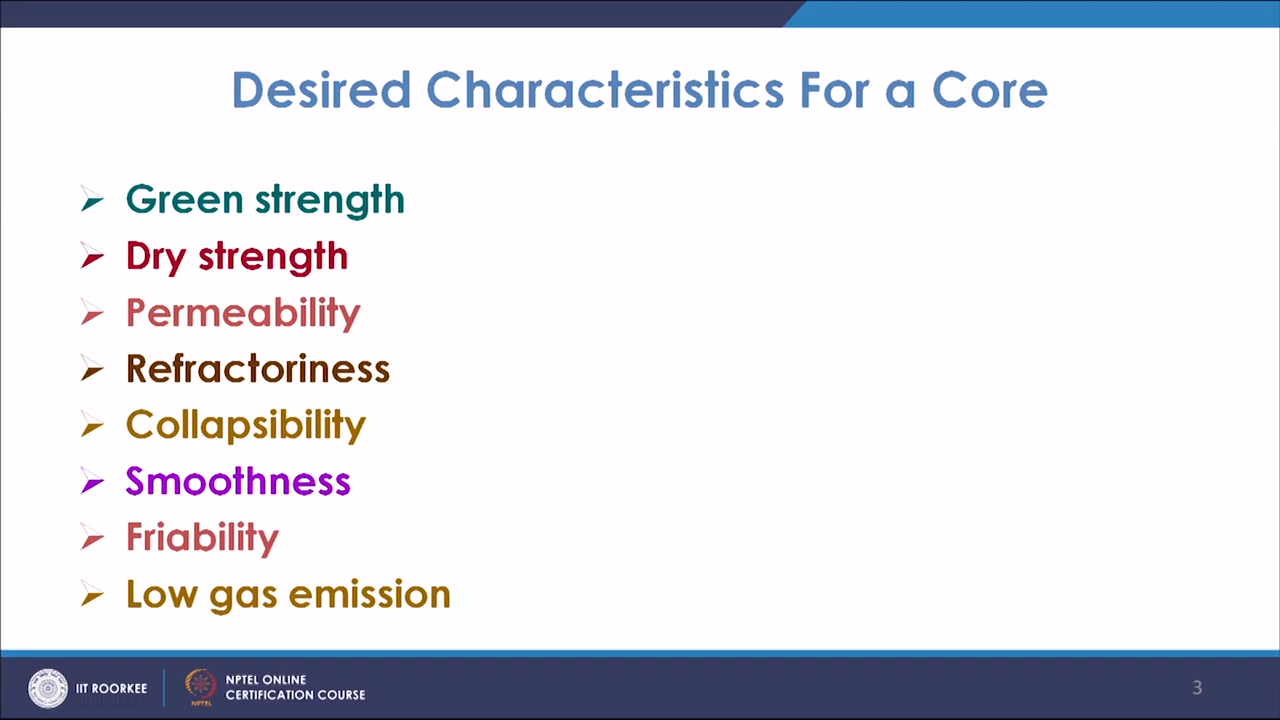 Desired Characteristics For a Core
Green strength
Dry strength
Permeability
Refractoriness
Collapsibility
Smoothness
Friability
Low gas emission
IIT ROORKEE
NPTEL
NPTEL ONLINE
CERTIFICATION COURSE
3